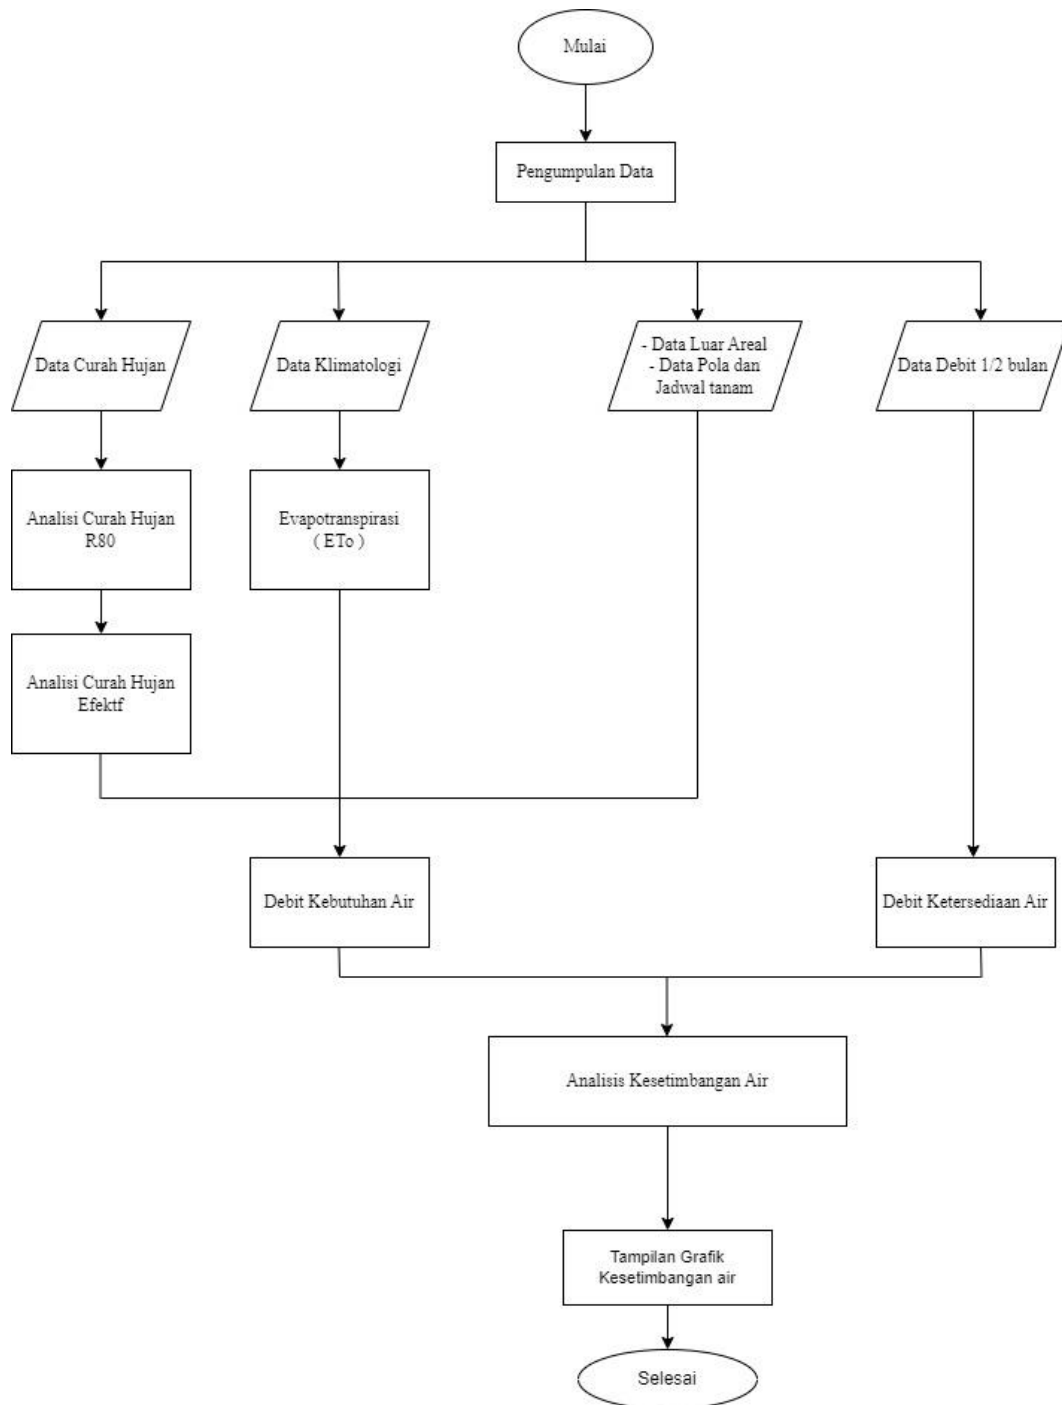 Mulai
Pengumpulan Data
Data Curah Hujan
Data Klimatologi
- Data Luar Areal
- Data Pola dan
Jadwal tanam
Data Debit 1/2 bulan
Analisi Curah Hujan
R80
Evapotranspirasi
( ETo )
Analisi Curah Hujan
Efektf
Debit Kebutuhan Air
Debit Ketersediaan Air
Analisis Kesetimbangan Air
Tampilan Grafik
Kesetimbangan air
Selesai